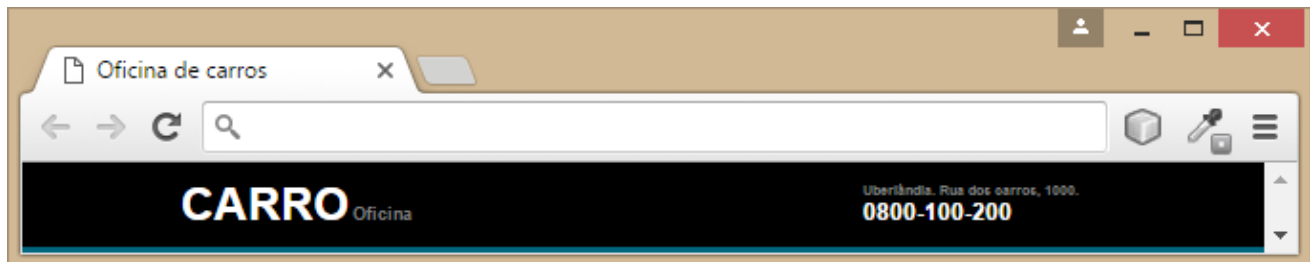 Oficina de carros
CARRO Oficina
Uberlândia. Rua dos carros, 1000.
0800-100-200